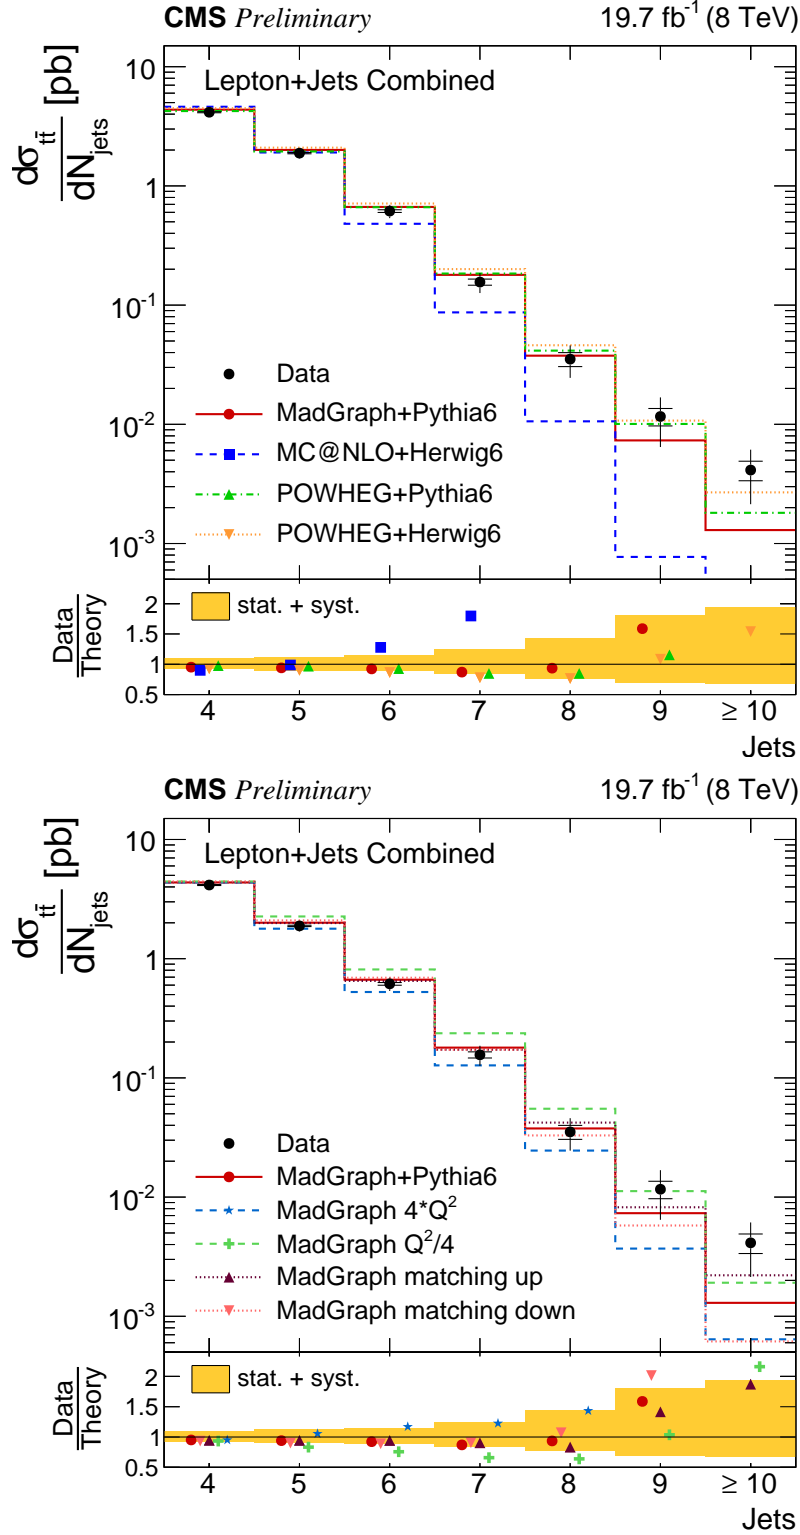 CMS Preliminary 19.7 fb⁻¹ (8 TeV)
dσtt̄/dNjets [pb]
Lepton+Jets Combined
10
1
10⁻¹
10⁻²
10⁻³
Data
MadGraph+Pythia6
MC@NLO+Herwig6
POWHEG+Pythia6
POWHEG+Herwig6
Data/Theory
stat. + syst.
2
1.5
1
0.5
4 5 6 7 8 9 ≥ 10
Jets
CMS Preliminary 19.7 fb⁻¹ (8 TeV)
dσtt̄/dNjets [pb]
Lepton+Jets Combined
10
1
10⁻¹
10⁻²
10⁻³
Data
MadGraph+Pythia6
MadGraph 4*Q²
MadGraph Q²/4
MadGraph matching up
MadGraph matching down
Data/Theory
stat. + syst.
2
1.5
1
0.5
4 5 6 7 8 9 ≥ 10
Jets